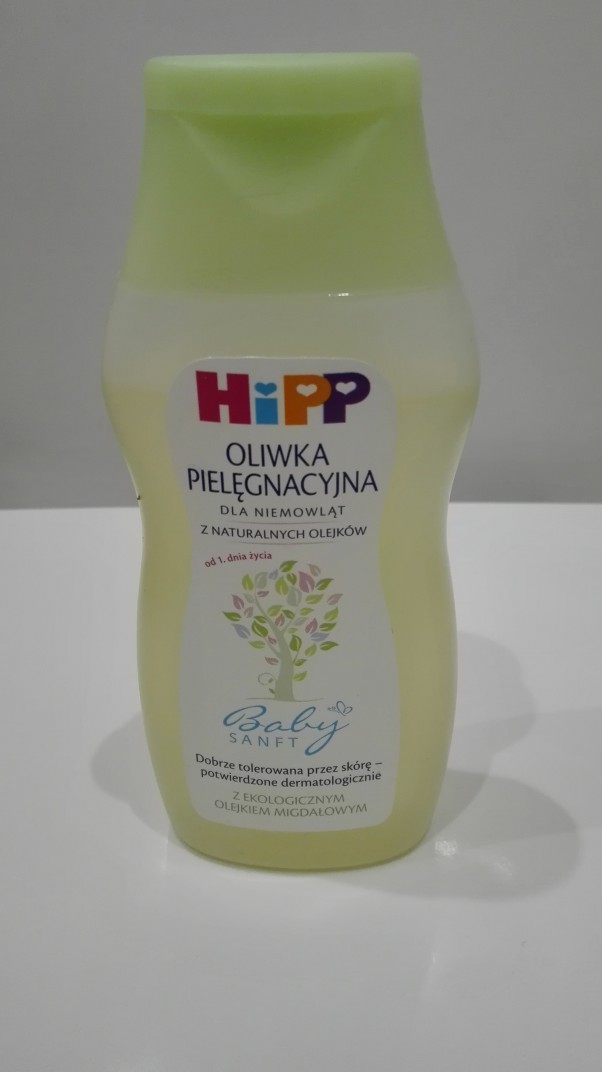 HiPP
OLIWKA
PIELĘGNACYJNA
DLA NIEMOWLĄT
Z NATURALNYCH OLEJKÓW
od 1. dnia życia
Baby
SANFT
Dobrze tolerowana przez skórę –
potwierdzone dermatologicznie
Z EKOLOGICZNYM
OLEJKIEM MIGDAŁOWYM